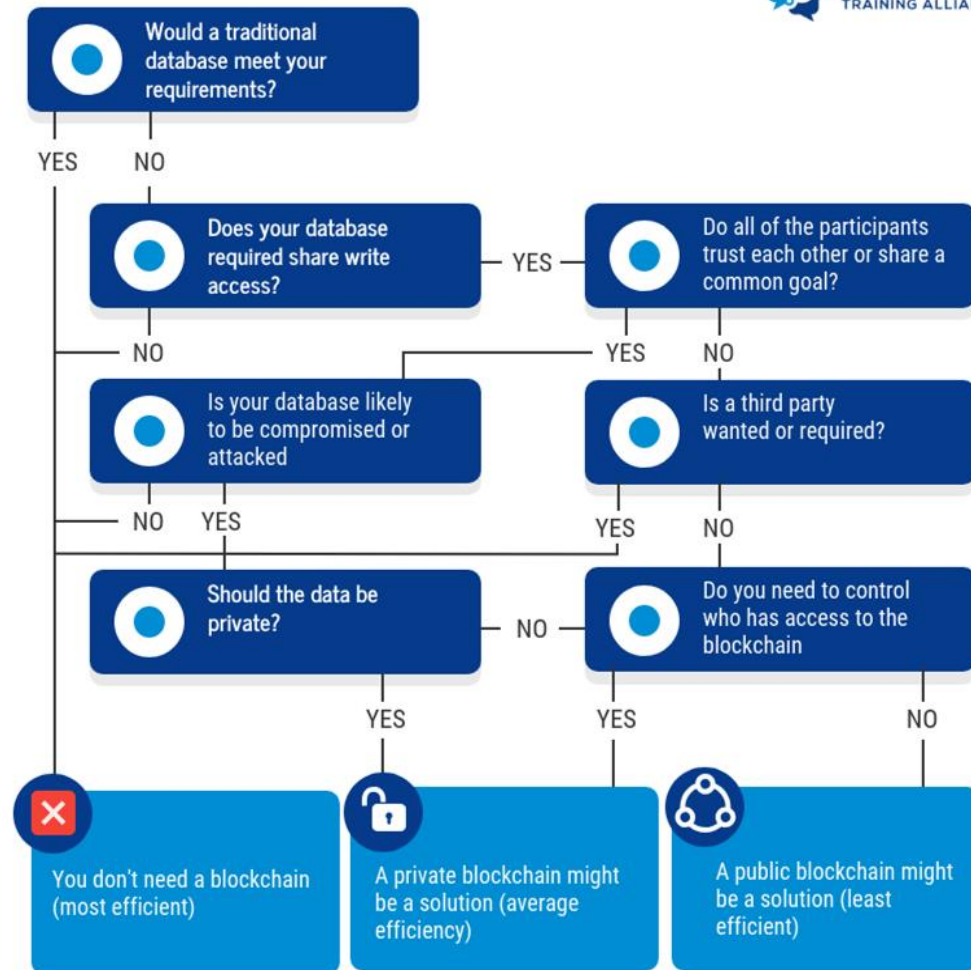 TRAINING
Would a traditional
database meet your
requirements?
YES
NO
Does your database
required share write
access?
YES
Do all of the participants
trust each other or share a
common goal?
NO
YES
NO
Is your database likely
to be compromised or
attacked
Is a third party
wanted or required?
NO
YES
YES
NO
Should the data be
private?
NO
Do you need to control
who has access to the
blockchain
YES
YES
NO
You don't need a blockchain
(most efficient)
A private blockchain might
be a solution (average
efficiency)
A public blockchain might
be a solution (least
efficient)